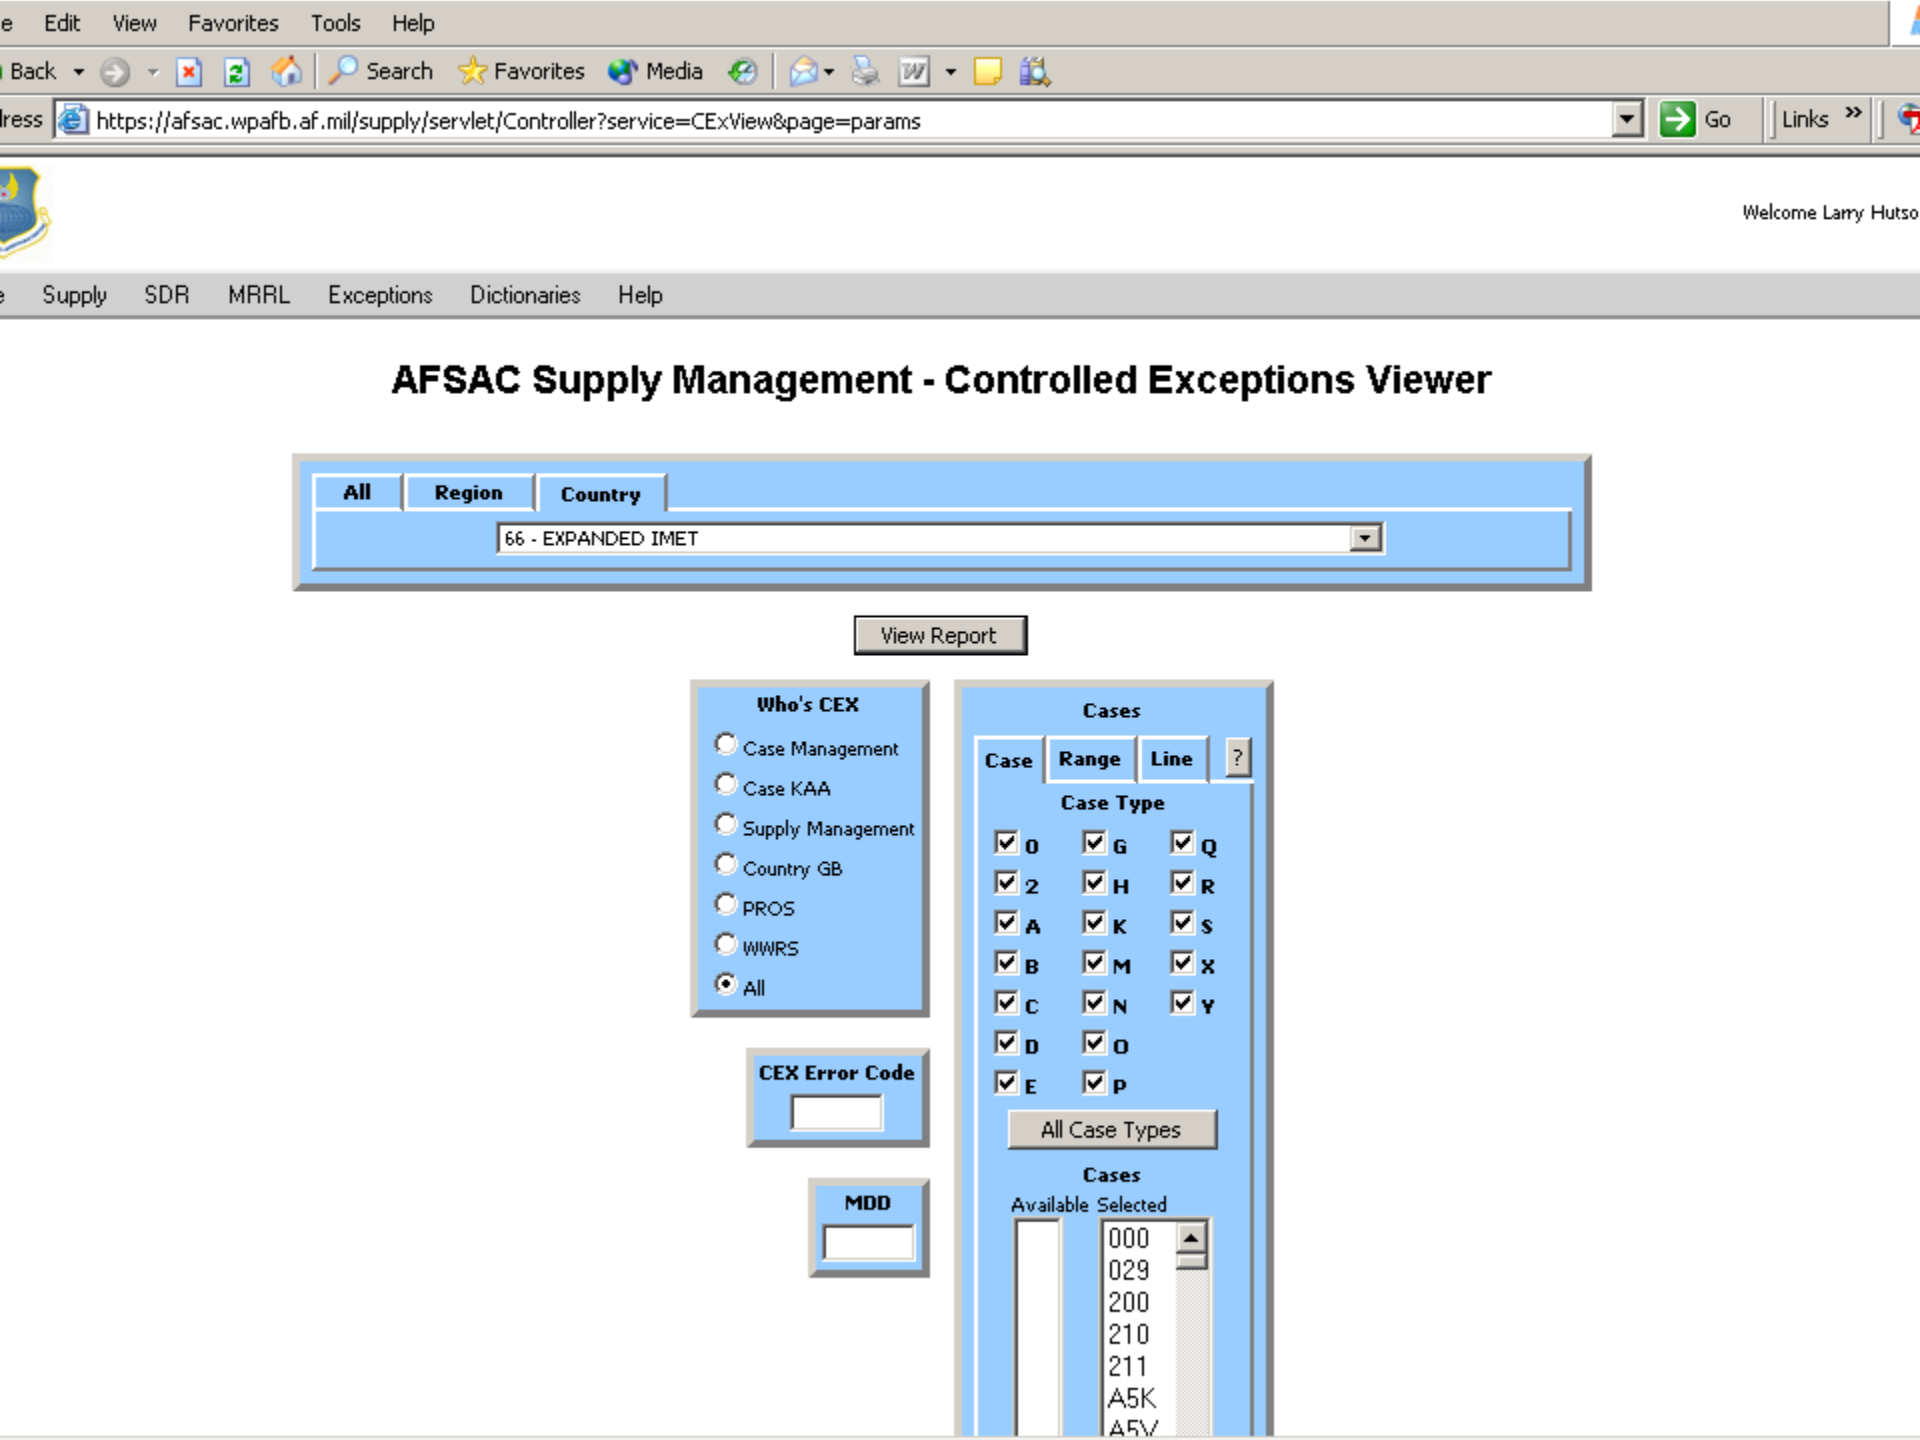 e Edit View Favorites Tools Help
Back Search Favorites Media
ress https://afsac.wpafb.af.mil/supply/servlet/Controller?service=CExView&page=params Go Links »
Welcome Larry Hutso
e Supply SDR MRRL Exceptions Dictionaries Help
AFSAC Supply Management - Controlled Exceptions Viewer
All Region Country
66 - EXPANDED IMET
View Report
Who's CEX
Case Management
Case KAA
Supply Management
Country GB
PROS
WWRS
All
CEX Error Code
MDD
Cases
Case Range Line ?
Case Type
0 G Q
2 H R
A K S
B M X
C N Y
D O
E P
All Case Types
Cases
Available Selected
000
029
200
210
211
A5K
A5V